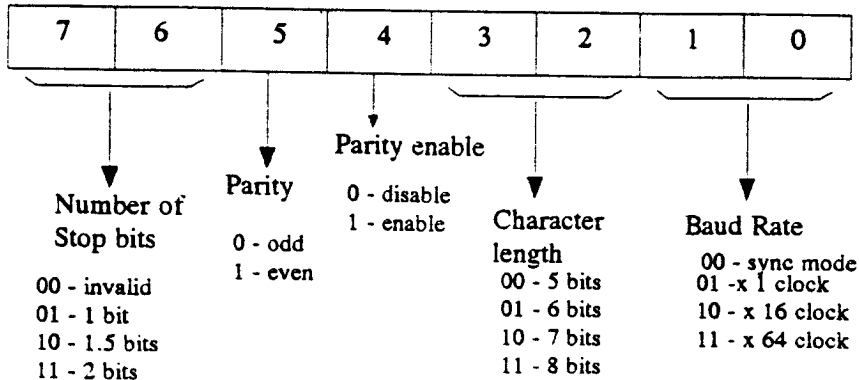 7 6 5 4 3 2 1 0
Number of
Stop bits
00 - invalid
01 - 1 bit
10 - 1.5 bits
11 - 2 bits
Parity
0 - odd
1 - even
Parity enable
0 - disable
1 - enable
Character
length
00 - 5 bits
01 - 6 bits
10 - 7 bits
11 - 8 bits
Baud Rate
00 - sync mode
01 -x 1 clock
10 - x 16 clock
11 - x 64 clock